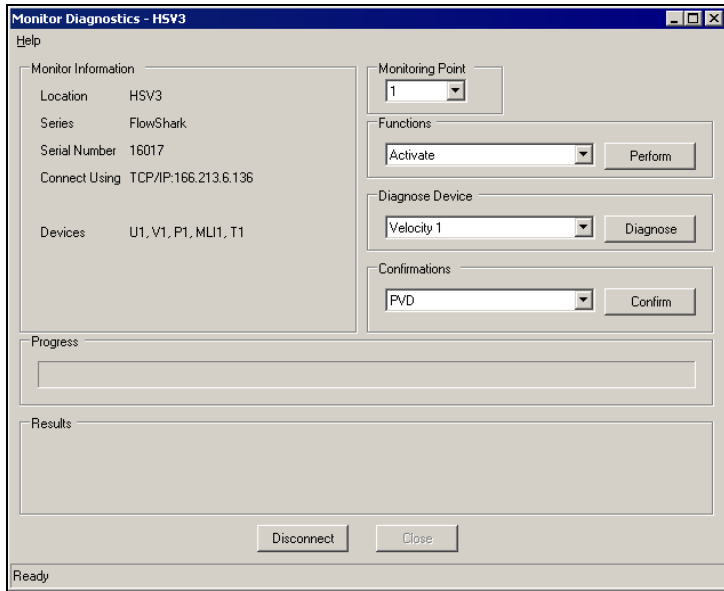 Monitor Diagnostics - HSV3
Help
Monitor Information
Location HSV3
Series FlowShark
Serial Number 16017
Connect Using TCP/IP:166.213.6.136
Devices U1, V1, P1, MLI1, T1
Monitoring Point
1
Functions
Activate Perform
Diagnose Device
Velocity 1 Diagnose
Confirmations
PVD Confirm
Progress
Results
Disconnect Close
Ready